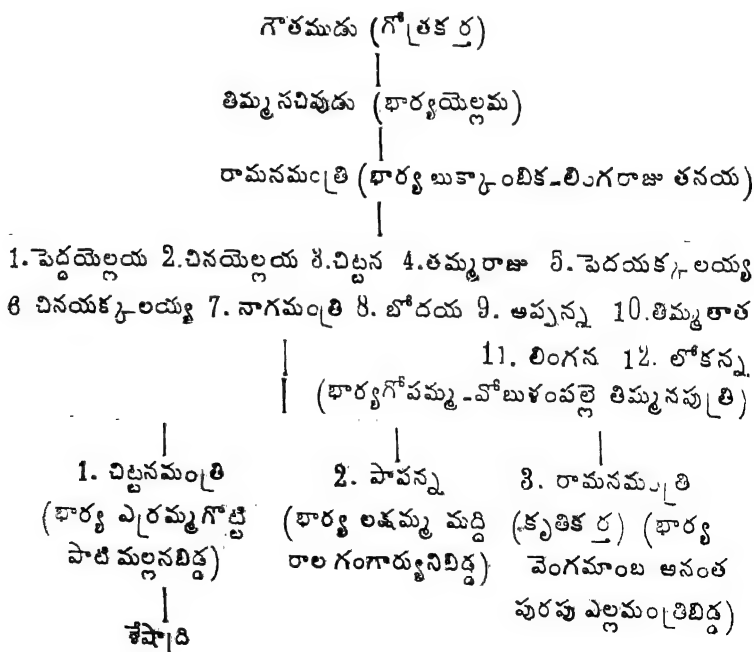 గౌతముడు (గోత్రకర్త)
తిమ్మసచివుడు (భార్యయెల్లమ)
రామనమంత్రి (భార్య బుక్కాంబిక-లింగరాజు తనయ)
1.పెద్దయెల్లయ 2.చినయెల్లయ 3.చిట్టన 4.తమ్మరాజు 5.పెదయక్కలయ్య
6 చినయక్కలయ్య 7. నాగమంత్రి 8. బోదయ 9. అప్పన్న 10.తిమ్మతాత
11. లింగన 12. లోకన్న
(భార్యగోపమ్మ-వోబుళంపల్లె తిమ్మనపుత్రి)
1. చిట్టనమంత్రి 2. పాపన్న 3. రామనమంత్రి
(భార్య ఎర్రమ్మగొట్టి (భార్య లక్షమ్మ మద్ది (కృతికర్త) (భార్య
పాటి మల్లనబిడ్డ) రాల గంగార్యునిబిడ్డ) వెంగమాంబ అనంత
పురపు ఎల్లమంత్రిబిడ్డ)
శేషాద్రి